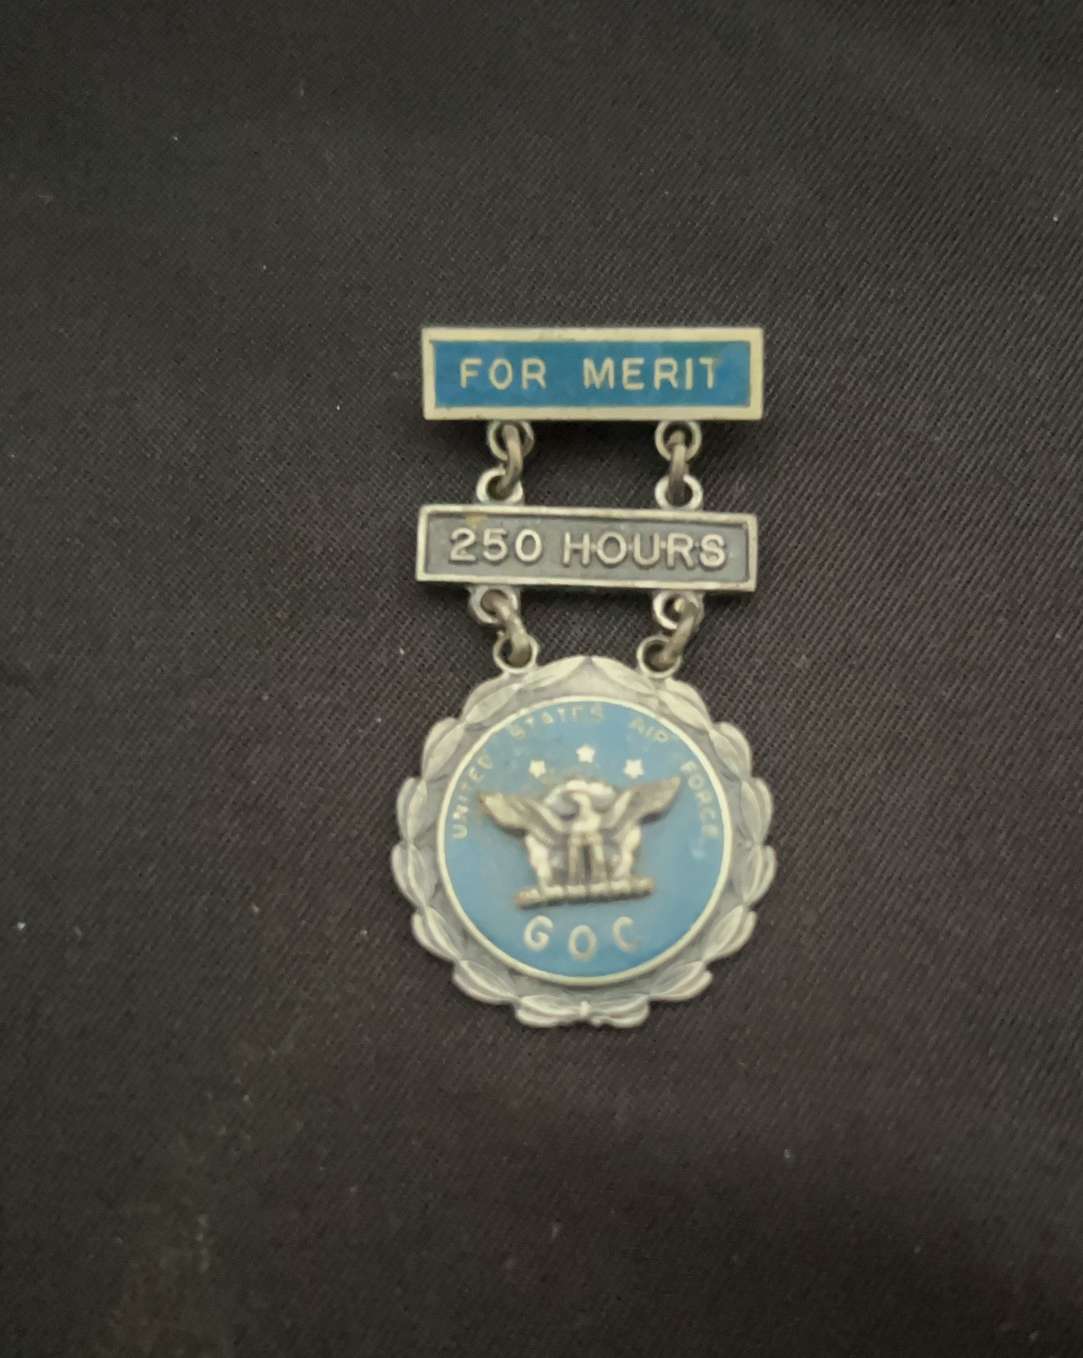 FOR MERIT
250 HOURS
UNITED STATES AIR FORCE
GOC